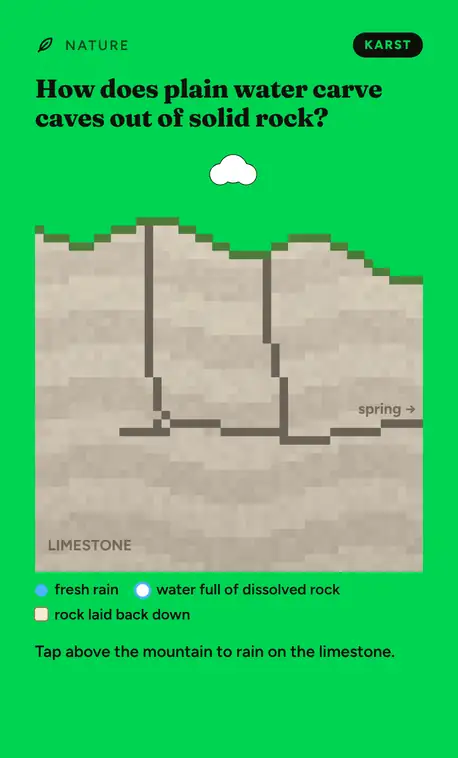 NATURE
KARST
How does plain water carve
caves out of solid rock?
spring →
LIMESTONE
fresh rain
water full of dissolved rock
rock laid back down
Tap above the mountain to rain on the limestone.